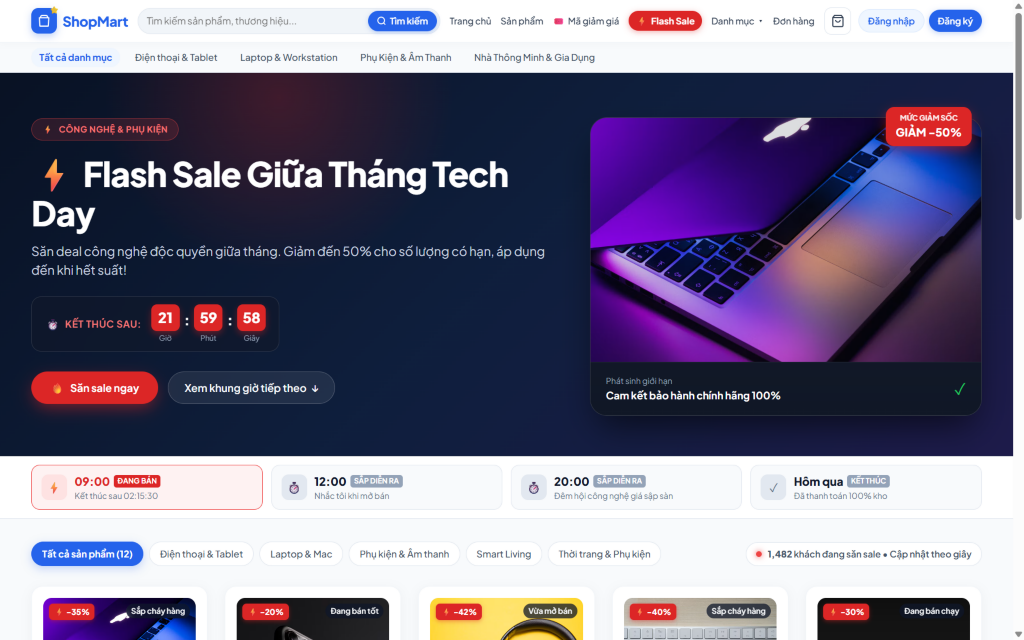 ShopMart
Tìm kiếm sản phẩm, thương hiệu...
Tìm kiếm
Trang chủ
Sản phẩm
Mã giảm giá
Flash Sale
Danh mục
Đơn hàng
Đăng nhập
Đăng ký
Tất cả danh mục
Điện thoại & Tablet
Laptop & Workstation
Phụ Kiện & Âm Thanh
Nhà Thông Minh & Gia Dụng
CÔNG NGHỆ & PHỤ KIỆN
Flash Sale Giữa Tháng Tech
Day
Săn deal công nghệ độc quyền giữa tháng. Giảm đến 50% cho số lượng có hạn, áp dụng
đến khi hết suất!
KẾT THÚC SAU:
21 : 59 : 58
Giờ
Phút
Giây
Săn sale ngay
Xem khung giờ tiếp theo ↓
MỨC GIẢM SỐC
GIẢM -50%
Phát sinh giới hạn
Cam kết bảo hành chính hãng 100%
09:00 ĐANG BÁN
Kết thúc sau 02:15:30
12:00 SẮP DIỄN RA
Nhắc tôi khi mở bán
20:00 SẮP DIỄN RA
Đêm hội công nghệ giá sập sàn
Hôm qua KẾT THÚC
Đã thanh toán 100% kho
Tất cả sản phẩm (12)
Điện thoại & Tablet
Laptop & Mac
Phụ kiện & Âm thanh
Smart Living
Thời trang & Phụ kiện
1,482 khách đang săn sale • Cập nhật theo giây
-35%
Sắp cháy hàng
-20%
Đang bán tốt
-42%
Vừa mở bán
-40%
Sắp cháy hàng
-30%
Đang bán chạy